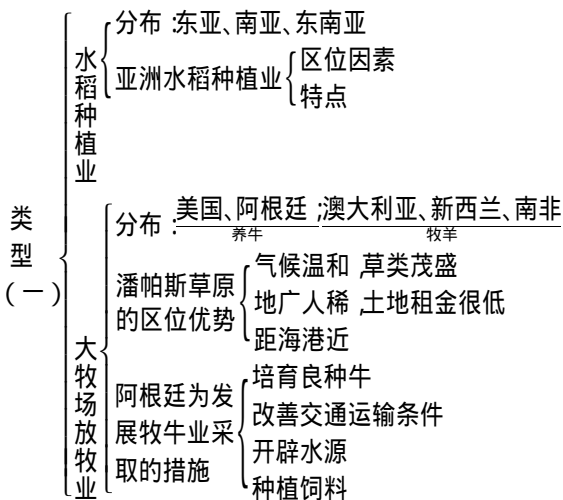 类型(一)
水稻种植业
分布:东亚、南亚、东南亚
亚洲水稻种植业
区位因素
特点
大牧场放牧业
分布:美国、阿根廷;澳大利亚、新西兰、南非
养牛 牧羊
潘帕斯草原
的区位优势
气候温和,草类茂盛
地广人稀,土地租金很低
距海港近
阿根廷为发
展牧牛业采
取的措施
培育良种牛
改善交通运输条件
开辟水源
种植饲料